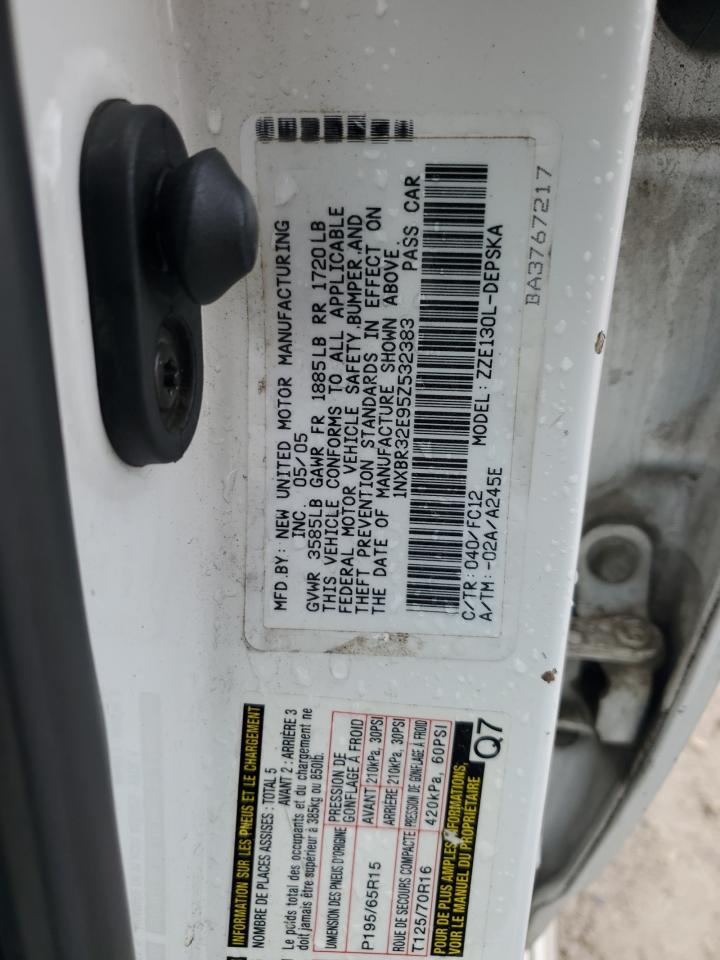 MFD.BY: NEW UNITED MOTOR MANUFACTURING
INC. 05/05
GVWR 3585LB GAWR FR 1885LB RR 1720LB
THIS VEHICLE CONFORMS TO ALL APPLICABLE
FEDERAL MOTOR VEHICLE SAFETY,BUMPER,AND
THEFT PREVENTION STANDARDS IN EFFECT ON
THE DATE OF MANUFACTURE SHOWN ABOVE.
1NXBR32E95Z532383 PASS CAR
C/TR: 040/FC12
A/TM: -02A/A245E MODEL: ZZE130L-DEPSKA
BA3767217
INFORMATION SUR LES PNEUS ET LE CHARGEMENT
NOMBRE DE PLACES ASSISES : TOTAL 5
AVANT 2 : ARRIÈRE 3
Le poids total des occupants et du chargement ne
doit jamais être supérieur à 385kg ou 850lb.
DIMENSION DES PNEUS D'ORIGINE PRESSION DE GONFLAGE À FROID
P195/65R15 AVANT 210kPa, 30PSI
ARRIÈRE 210kPa, 30PSI
ROUE DE SECOURS COMPACTE PRESSION DE GONFLAGE À FROID
T125/70R16 420kPa, 60PSI
POUR DE PLUS AMPLES INFORMATIONS,
VOIR LE MANUEL DU PROPRIÉTAIRE
Q7